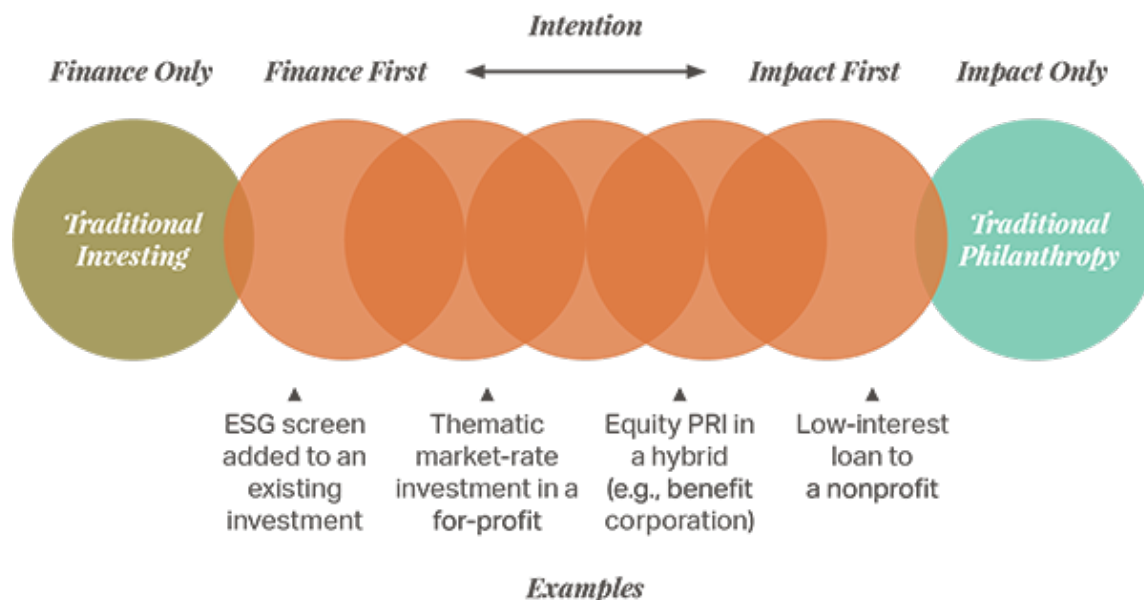 Intention
Finance Only
Finance First
Impact First
Impact Only
Traditional
Investing
Traditional
Philanthropy
▲
ESG screen
added to an
existing
investment
▲
Thematic
market-rate
investment in a
for-profit
▲
Equity PRI in
a hybrid
(e.g., benefit
corporation)
▲
Low-interest
loan to
a nonprofit
Examples